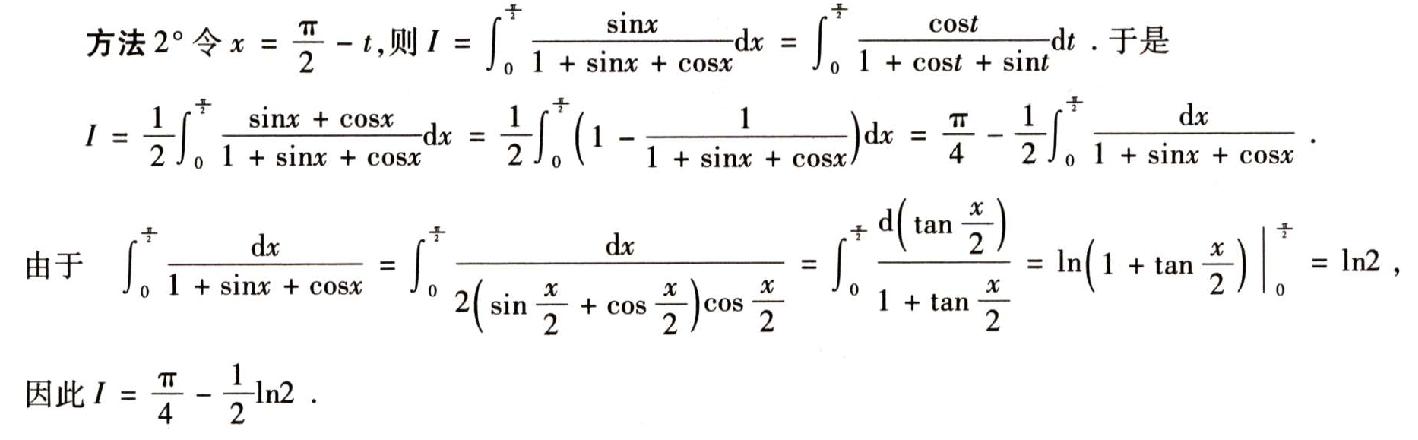 方法 2° 令 x = π/2 - t,则 I = ∫₀^{π/2} sinx/(1 + sinx + cosx) dx = ∫₀^{π/2} cost/(1 + cost + sint) dt . 于是
I = 1/2 ∫₀^{π/2} (sinx + cosx)/(1 + sinx + cosx) dx = 1/2 ∫₀^{π/2} (1 - 1/(1 + sinx + cosx)) dx = π/4 - 1/2 ∫₀^{π/2} dx/(1 + sinx + cosx) .
由于 ∫₀^{π/2} dx/(1 + sinx + cosx) = ∫₀^{π/2} dx/(2(sin x/2 + cos x/2)cos x/2) = ∫₀^{π/2} d(tan x/2)/(1 + tan x/2) = ln(1 + tan x/2)|₀^{π/2} = ln2 ,
因此 I = π/4 - 1/2 ln2 .